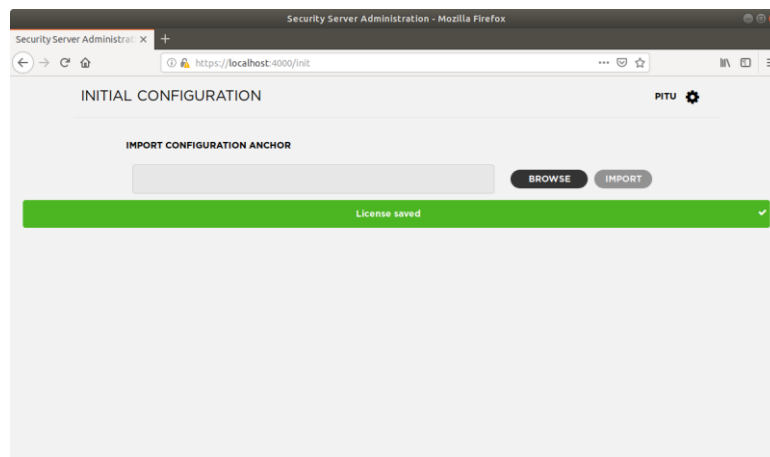 Security Server Administration - Mozilla Firefox
Security Server Administrat
https://localhost:4000/init
INITIAL CONFIGURATION
PITU
IMPORT CONFIGURATION ANCHOR
BROWSE
IMPORT
License saved